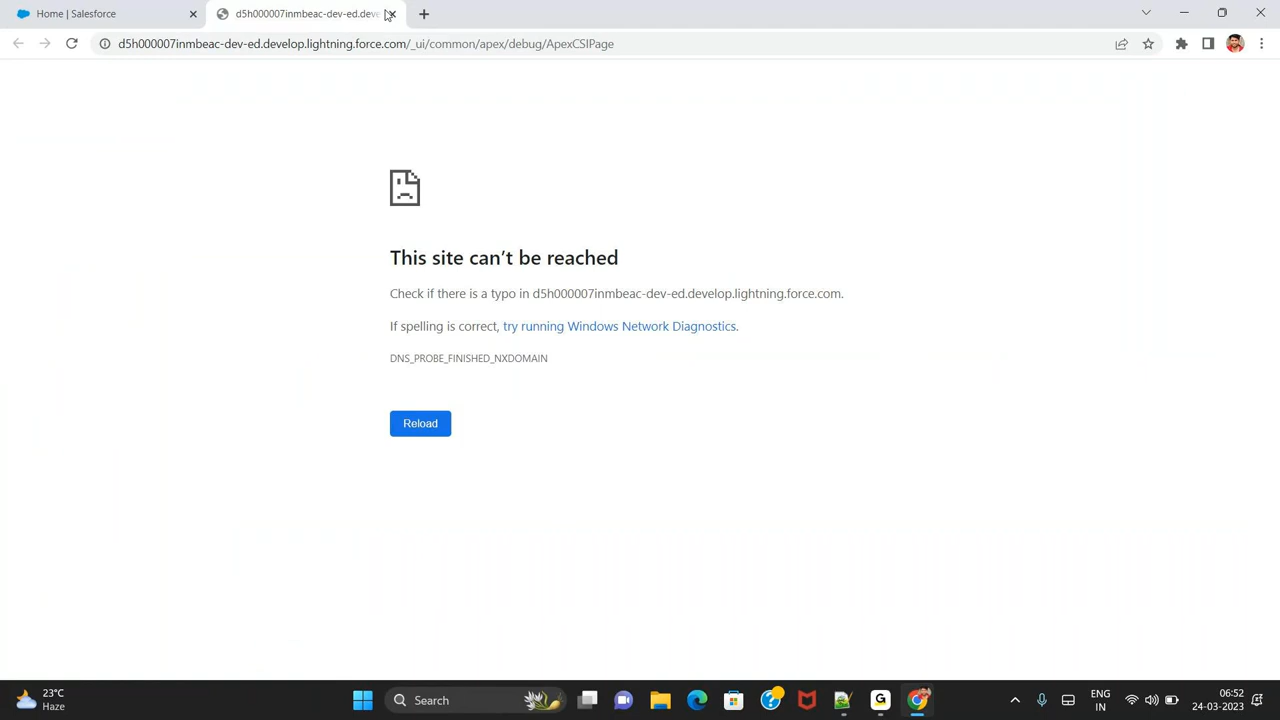 Home | Salesforce
d5h000007inmbeac-dev-ed.deve
d5h000007inmbeac-dev-ed.develop.lightning.force.com/_ui/common/apex/debug/ApexCSIPage
This site can't be reached
Check if there is a typo in d5h000007inmbeac-dev-ed.develop.lightning.force.com.
If spelling is correct, try running Windows Network Diagnostics.
DNS_PROBE_FINISHED_NXDOMAIN
Reload
23°C
Haze
Search
G
ENG
IN
06:52
24-03-2023